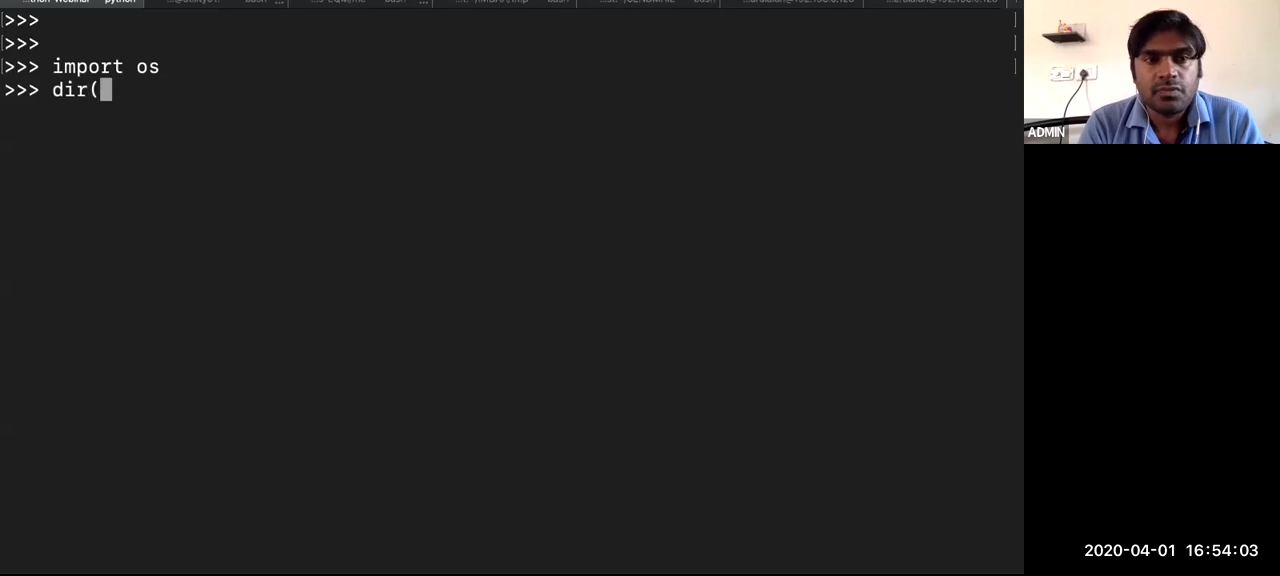 >>>
>>>
>>> import os
>>> dir(
ADMIN
2020-04-01 16:54:03